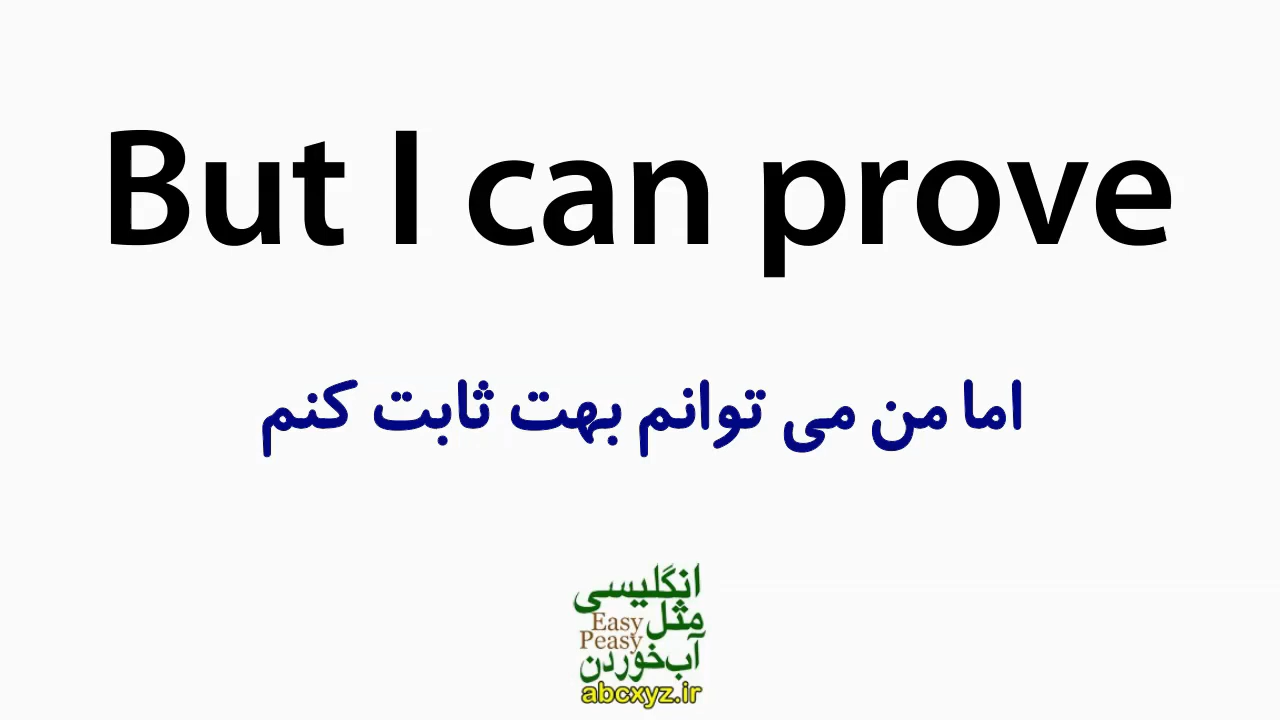 But I can prove
اما من می توانم بهت ثابت کنم
انگلیسی
مثل Easy
Peasy
آب‌خوردن
abcxyz.ir